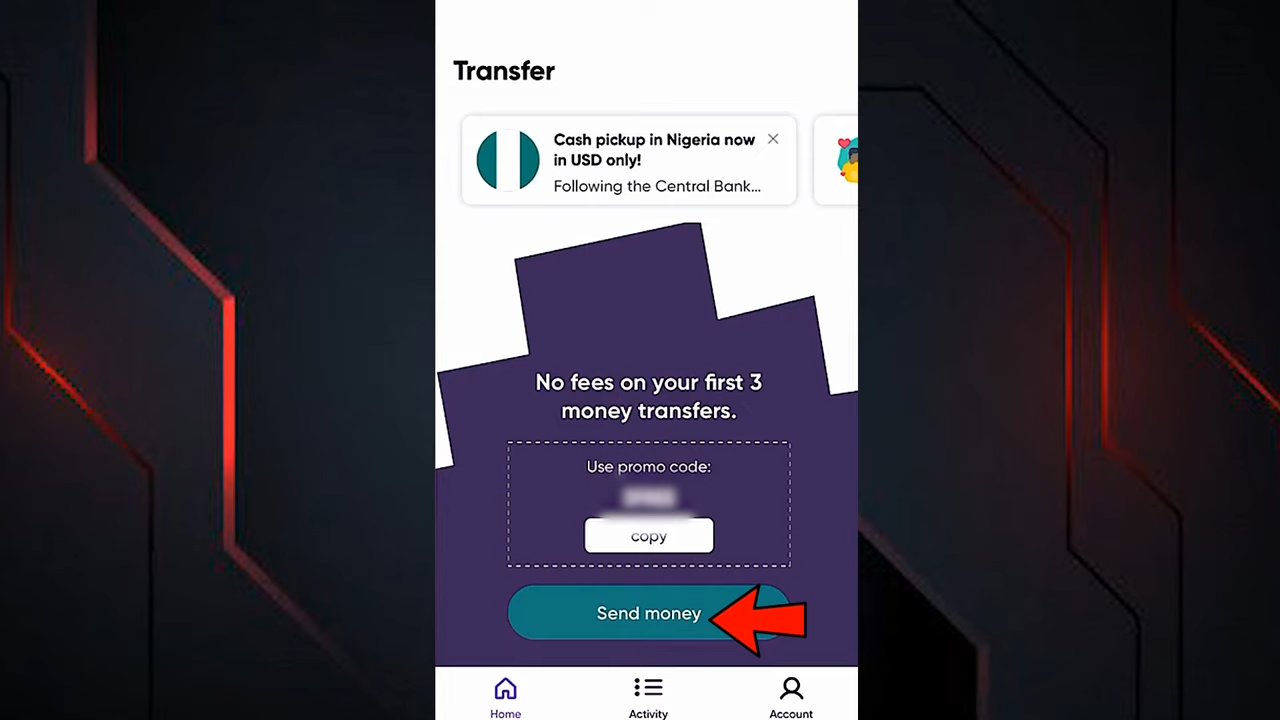 Transfer
Cash pickup in Nigeria now
in USD only!
Following the Central Bank...
No fees on your first 3
money transfers.
Use promo code:
copy
Send money
Home
Activity
Account